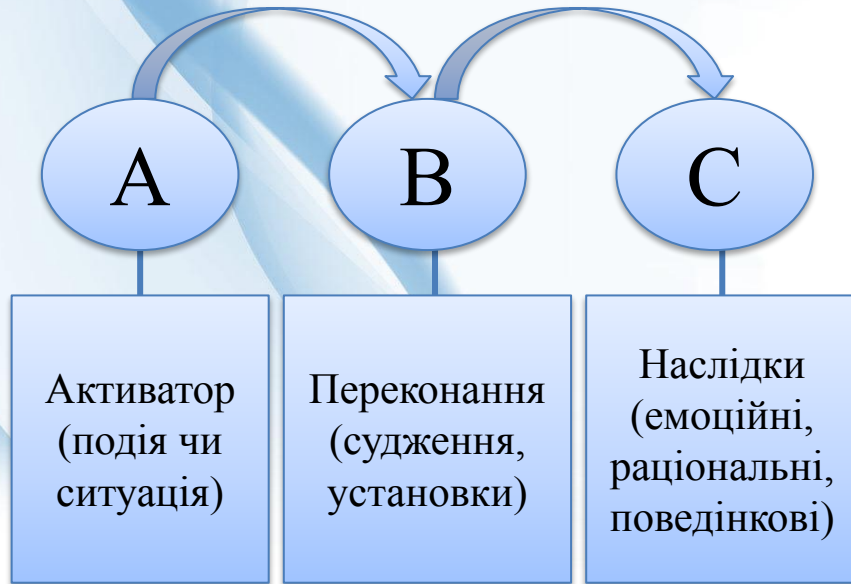 A
B
C
Активатор
(подія чи
ситуація)
Переконання
(судження,
установки)
Наслідки
(емоційні,
раціональні,
поведінкові)